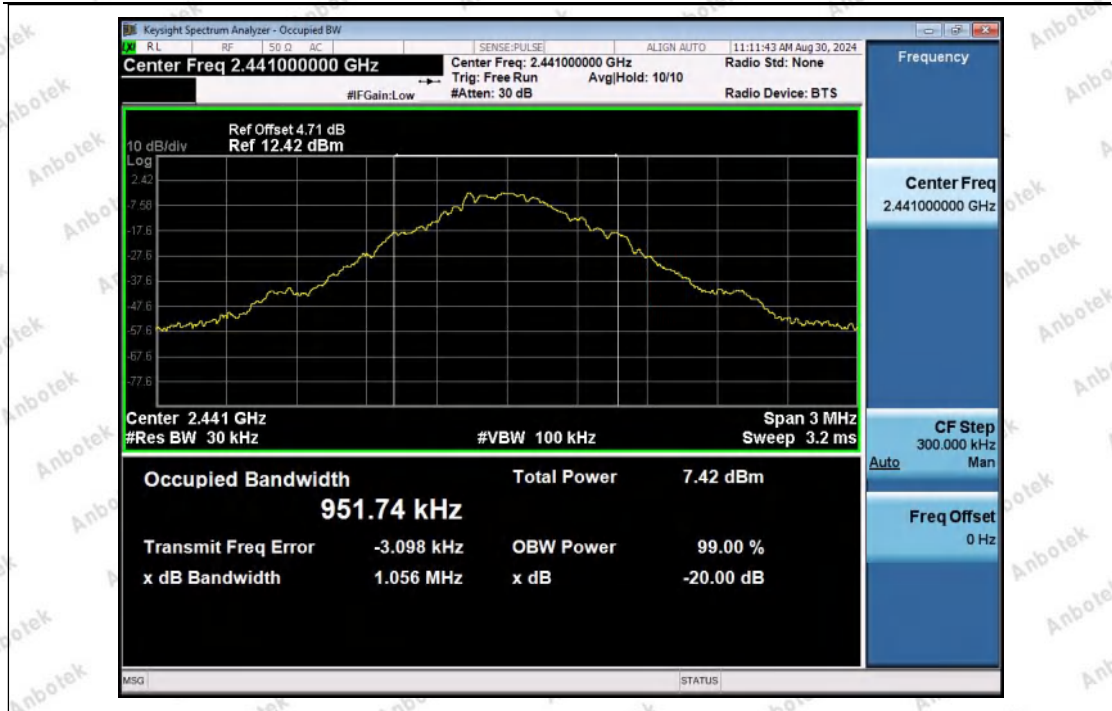 Keysight Spectrum Analyzer - Occupied BW
LXI RL RF 50 Ω AC SENSE:PULSE ALIGN AUTO 11:11:43 AM Aug 30, 2024
Center Freq 2.441000000 GHz Center Freq: 2.441000000 GHz Radio Std: None Frequency
Trig: Free Run Avg|Hold: 10/10
#IFGain:Low #Atten: 30 dB Radio Device: BTS
Ref Offset 4.71 dB
10 dB/div Ref 12.42 dBm
Log
2.42
-7.58
-17.6
-27.6
-37.6
-47.6
-57.6
-67.6
-77.6
Center Freq
2.441000000 GHz
Center 2.441 GHz Span 3 MHz
#Res BW 30 kHz #VBW 100 kHz Sweep 3.2 ms
CF Step
300.000 kHz
Auto Man
Occupied Bandwidth Total Power 7.42 dBm
951.74 kHz
Freq Offset
0 Hz
Transmit Freq Error -3.098 kHz OBW Power 99.00 %
x dB Bandwidth 1.056 MHz x dB -20.00 dB
MSG STATUS
Anbotek